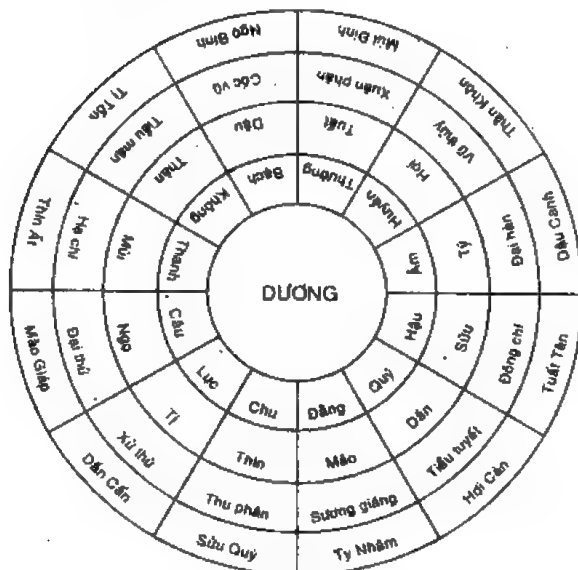 Ngọ Bính
Mùi Đinh
Thân Khôn
Dậu Canh
Tuất Tân
Hợi Càn
Tý Nhâm
Sửu Quý
Dần Cấn
Mão Giáp
Thìn Ất
Tị Tốn
Cốc vũ
Xuân phân
Vũ thủy
Đại hàn
Đông chí
Tiểu tuyết
Sương giáng
Thu phân
Xử thử
Đại thử
Hạ chí
Tiểu mãn
Dậu
Tuất
Hợi
Tý
Sửu
Dần
Mão
Thìn
Tị
Ngọ
Mùi
Thân
Bạch
Thường
Huyền
Âm
Hậu
Quý
Đằng
Chu
Lục
Câu
Thanh
Không
DƯƠNG